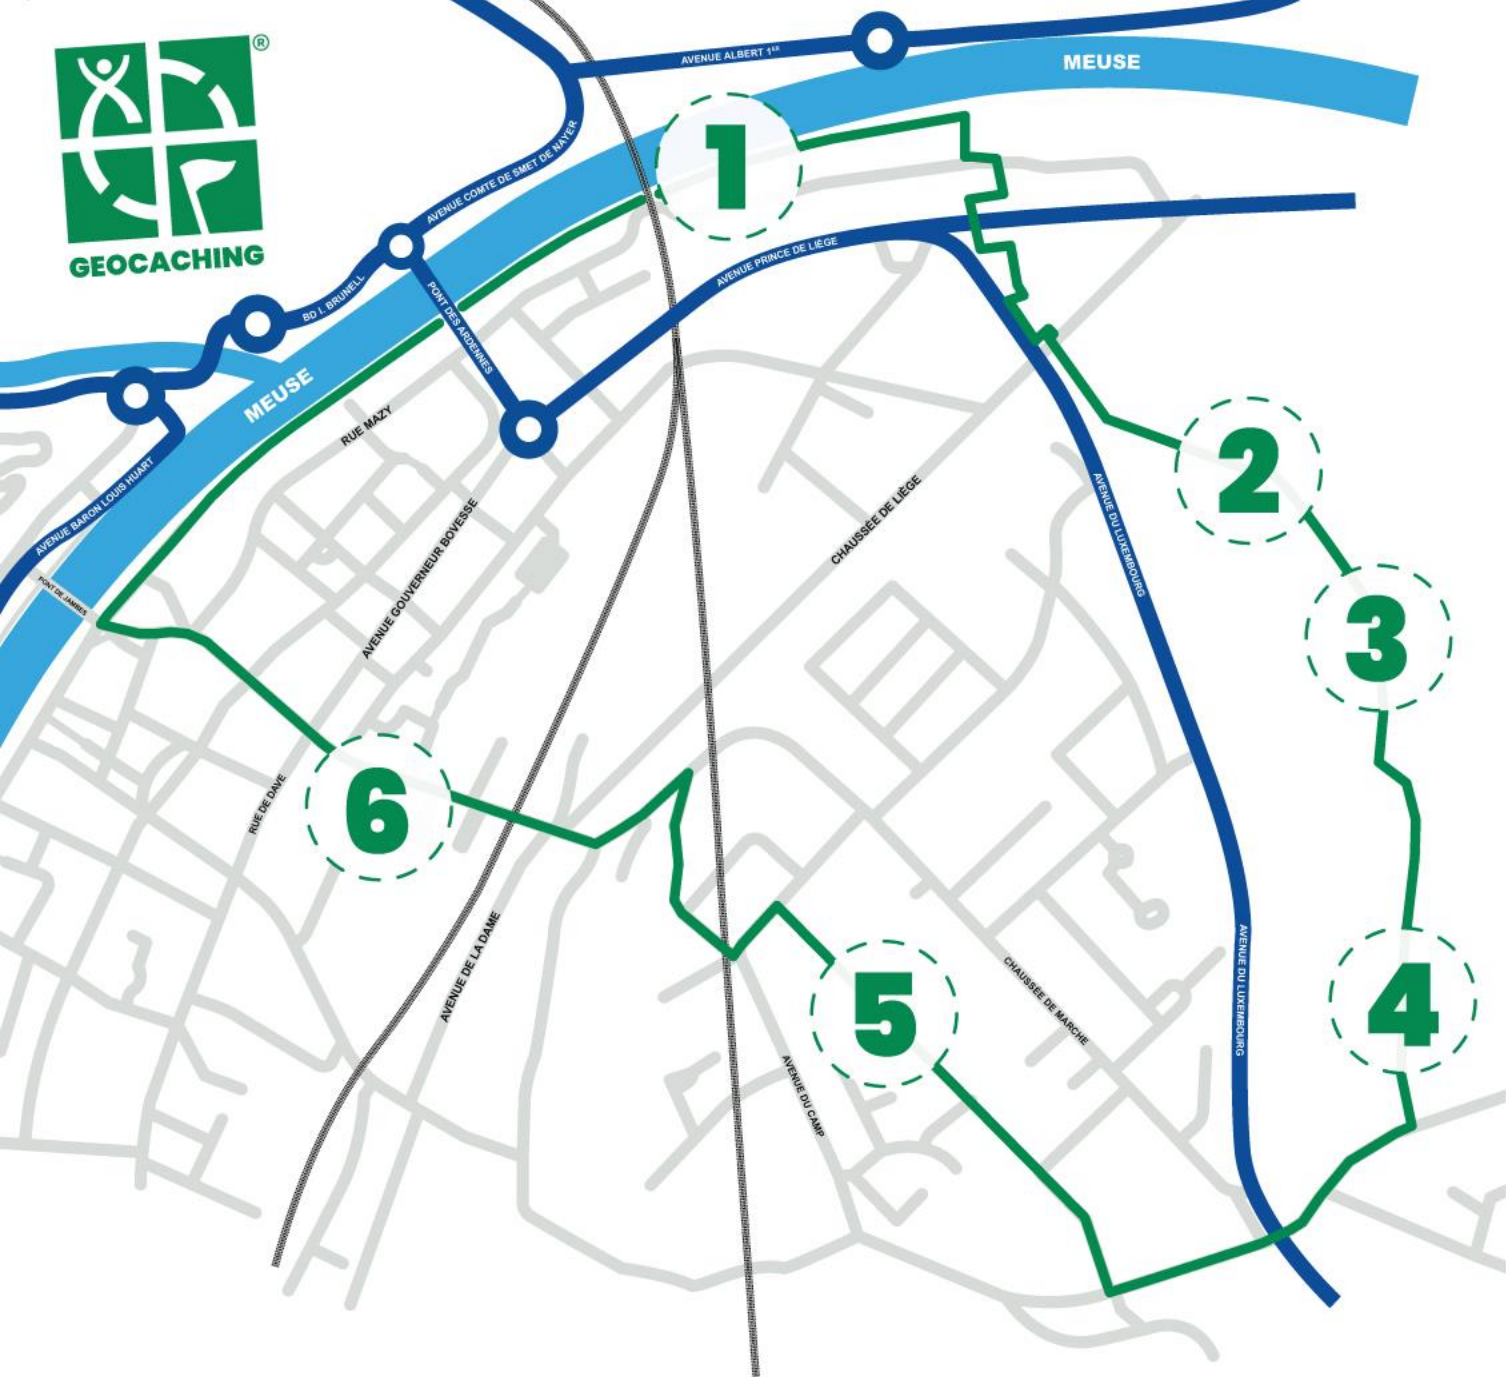 ®
GEOCACHING
AVENUE ALBERT 1ER
MEUSE
1
AVENUE COMTE DE SMET DE NAYER
BD I. BRUNELL
PONT DES ARDENNES
AVENUE PRINCE DE LIÈGE
MEUSE
RUE MAZY
2
AVENUE BARON LOUIS HUART
AVENUE GOUVERNEUR BOVESSE
CHAUSSÉE DE LIÈGE
AVENUE DU LUXEMBOURG
PONT DE JAMBES
3
RUE DE DAVE
6
AVENUE DE LA DAME
5
CHAUSSÉE DE MARCHE
AVENUE DU LUXEMBOURG
4
AVENUE DU CAMP